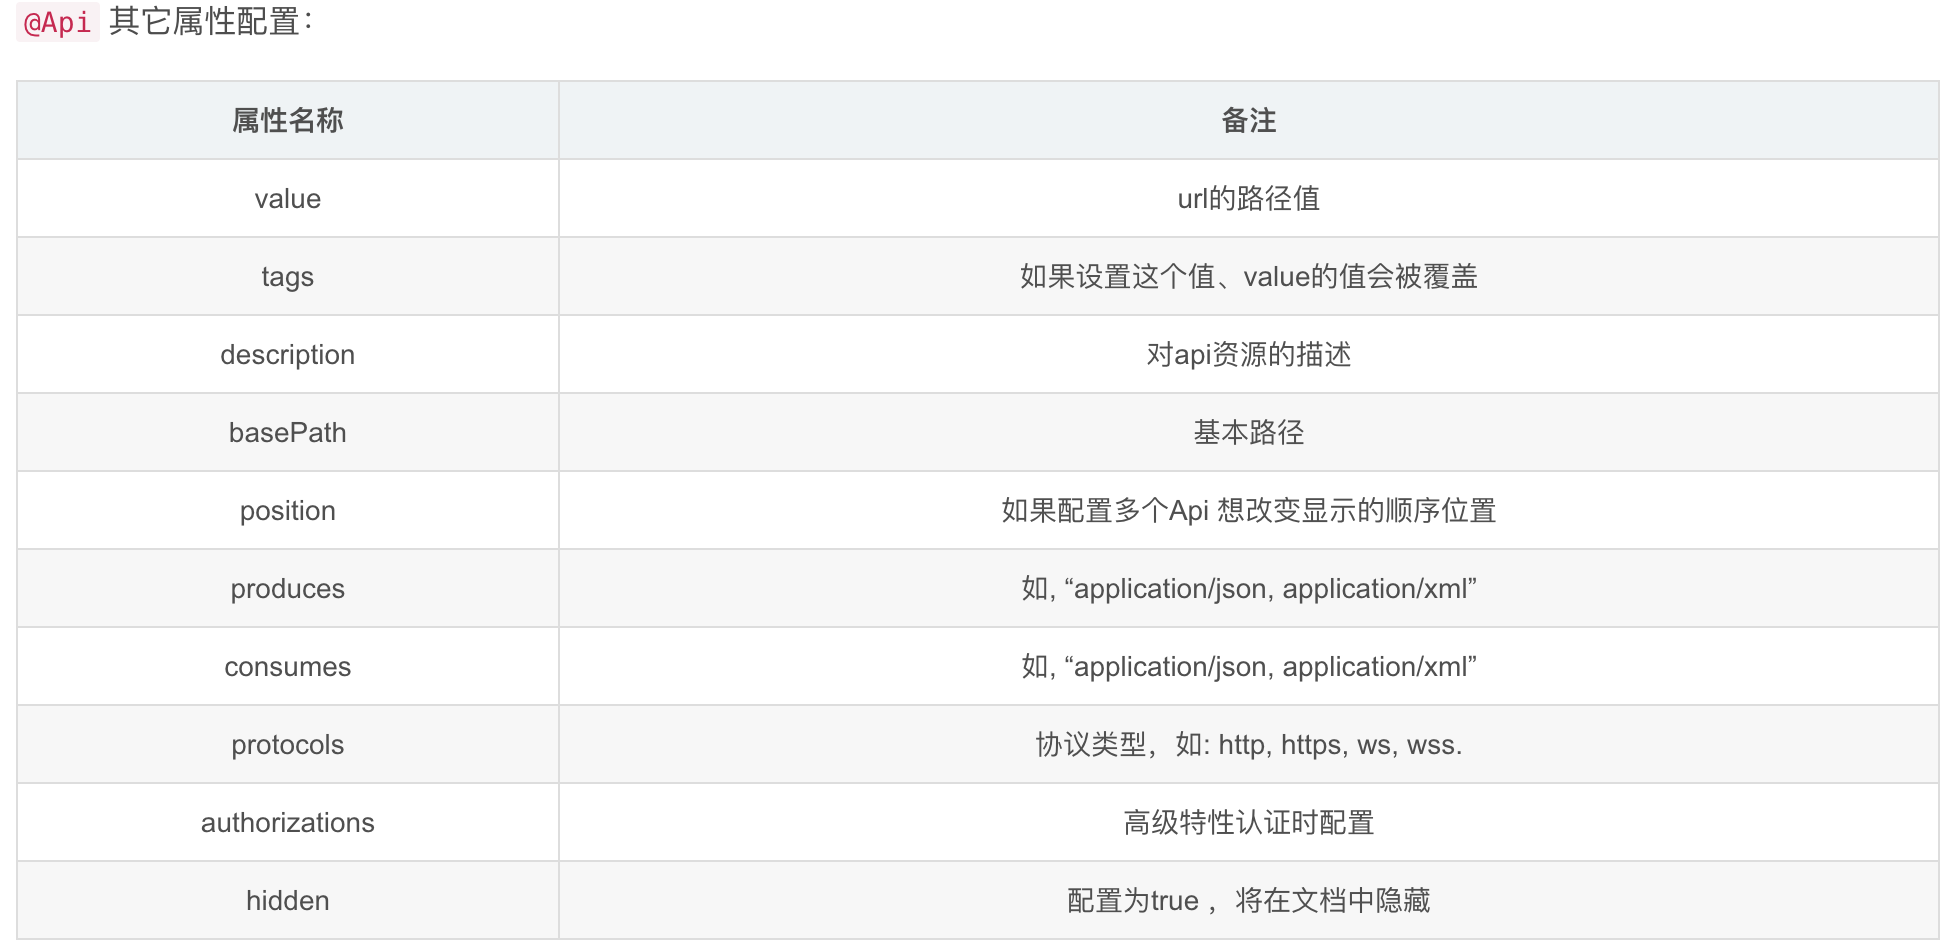 @Api 其它属性配置：
属性名称 备注
value url的路径值
tags 如果设置这个值、value的值会被覆盖
description 对api资源的描述
basePath 基本路径
position 如果配置多个Api 想改变显示的顺序位置
produces 如, “application/json, application/xml”
consumes 如, “application/json, application/xml”
protocols 协议类型，如: http, https, ws, wss.
authorizations 高级特性认证时配置
hidden 配置为true ，将在文档中隐藏